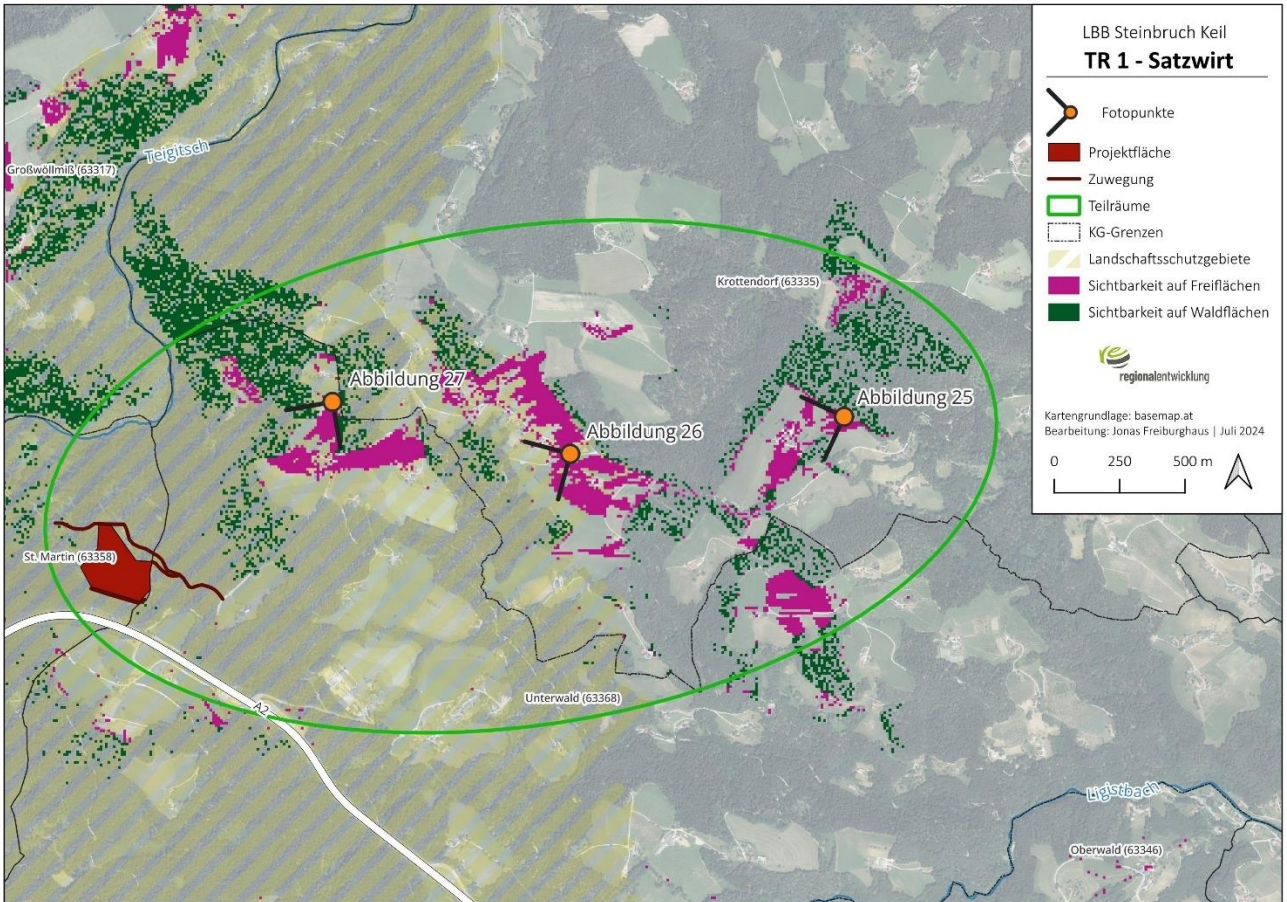 LBB Steinbruch Keil
TR 1 - Satzwirt
Fotopunkte
Projektfläche
Zuwegung
Teilräume
KG-Grenzen
Landschaftsschutzgebiete
Sichtbarkeit auf Freiflächen
Sichtbarkeit auf Waldflächen
re
regionalentwicklung
Kartengrundlage: basemap.at
Bearbeitung: Jonas Freiburghaus | Juli 2024
0 250 500 m
Teigitsch
Großwöllmiß (63317)
Krottendorf (63335)
Abbildung 27
Abbildung 25
Abbildung 26
St. Martin (63358)
Unterwald (63368)
A2
Ligistbach
Oberwald (63346)